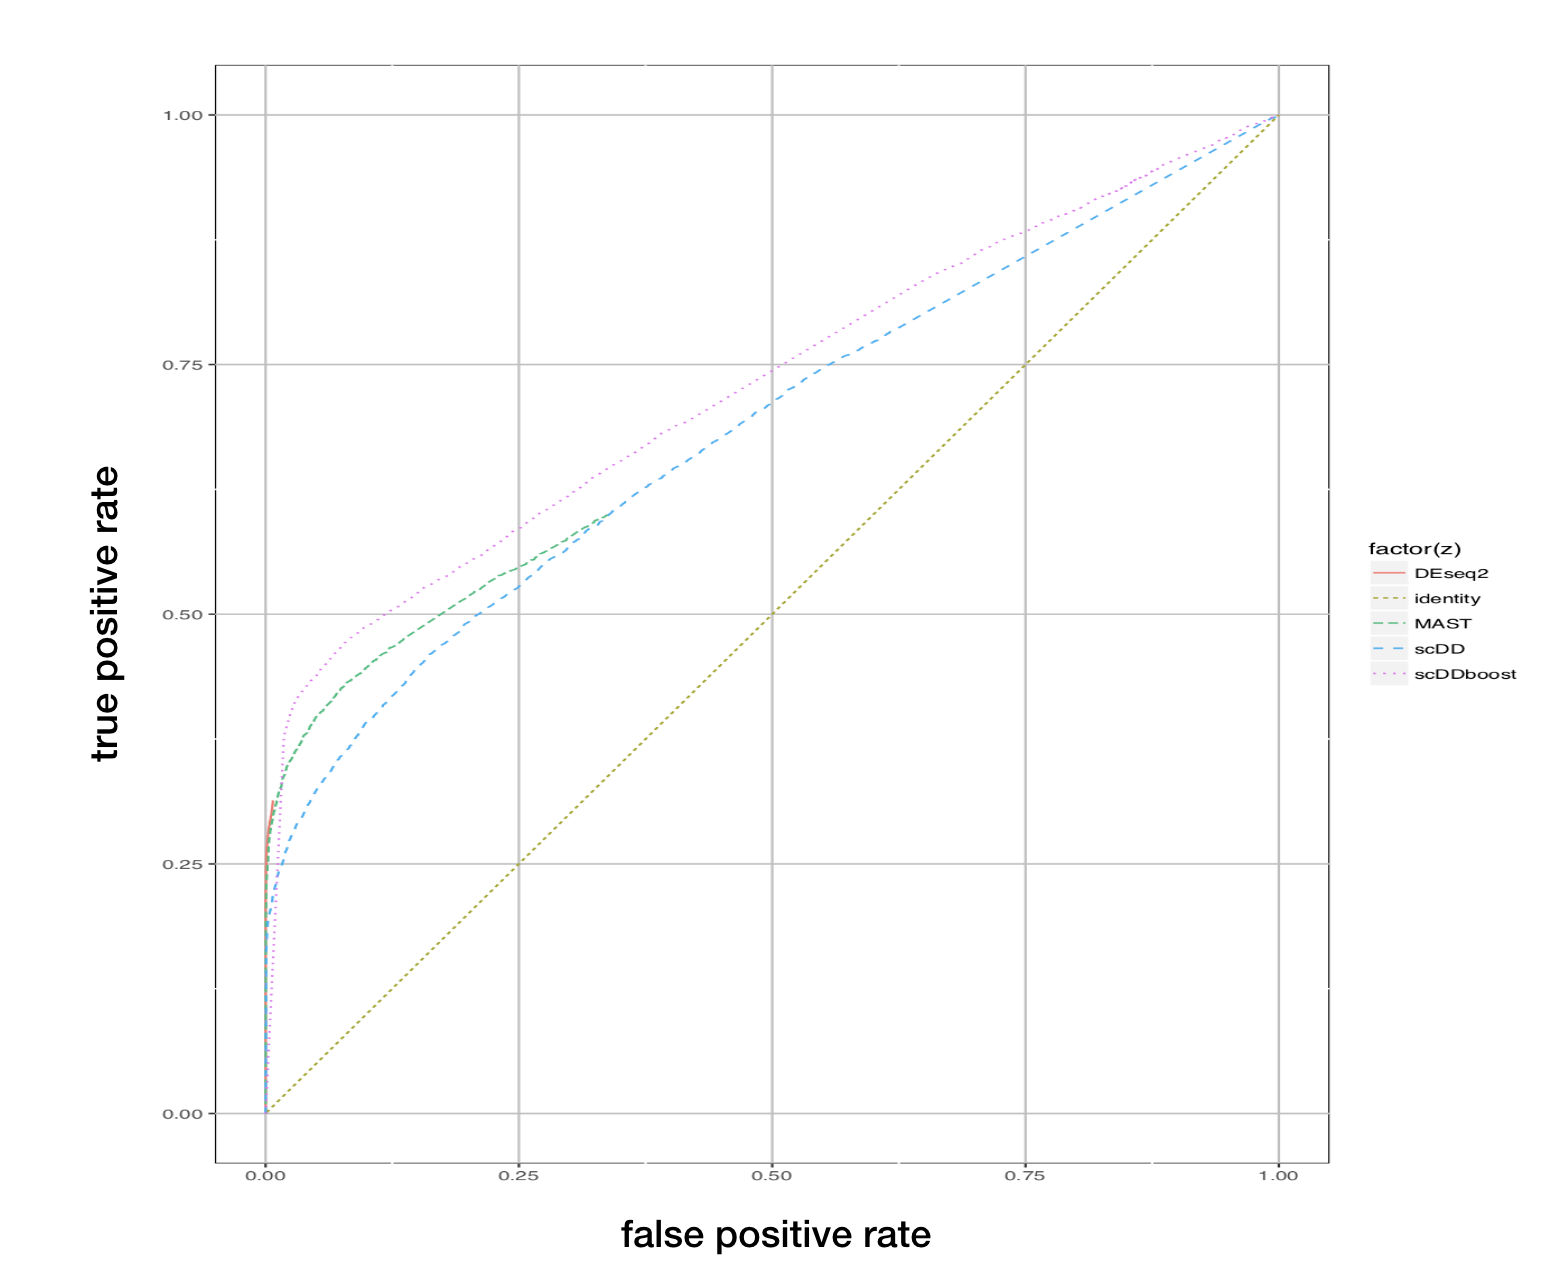 true positive rate
1.00
0.75
0.50
0.25
0.00
0.00 0.25 0.50 0.75 1.00
false positive rate
factor(z)
DEseq2
identity
MAST
scDD
scDDboost